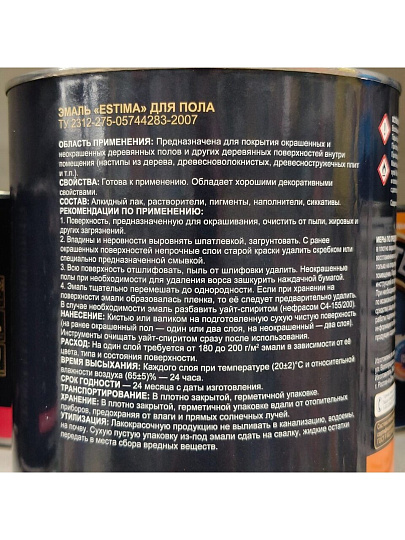 ЭМАЛЬ «ESTIMA» ДЛЯ ПОЛА
ТУ 2312-275-05744283-2007
ОБЛАСТЬ ПРИМЕНЕНИЯ: Предназначена для покрытия окрашенных и
неокрашенных деревянных полов и других деревянных поверхностей внутри
помещения (настилы из дерева, древесноволокнистых, древесностружечных плит
и т.п.).
СВОЙСТВА: Готова к применению. Обладает хорошими декоративными
свойствами.
СОСТАВ: Алкидный лак, растворители, пигменты, наполнители, сиккативы.
РЕКОМЕНДАЦИИ ПО ПРИМЕНЕНИЮ:
1. Поверхность, предназначенную для окрашивания, очистить от пыли, жировых и
других загрязнений.
2. Впадины и неровности выровнять шпатлевкой, загрунтовать. С ранее
окрашенных поверхностей непрочные слои старой краски удалить скребком или
специально предназначенной смывкой.
3. Всю поверхность отшлифовать, пыль от шлифовки удалить. Неокрашенные
полы при необходимости для удаления ворса зашкурить наждачной бумагой.
4. Эмаль тщательно перемешать до однородности. Если при хранении на
поверхности эмали образовалась пленка, то её следует предварительно удалить.
В случае необходимости эмаль разбавить уайт-спиритом (нефрасом С4-155/200).
НАНЕСЕНИЕ: Кистью или валиком на подготовленную сухую чистую поверхность
(на ранее окрашенный пол — один или два слоя, на неокрашенный — два слоя).
Инструменты очищать уайт-спиритом сразу после использования.
РАСХОД: На один слой требуется от 180 до 200 г/м² эмали в зависимости от её
цвета, типа и состояния поверхности.
ВРЕМЯ ВЫСЫХАНИЯ: Каждого слоя при температуре (20±2)°С и относительной
влажности воздуха (65±5)% — 24 часа.
СРОК ГОДНОСТИ — 24 месяца с даты изготовления.
ТРАНСПОРТИРОВАНИЕ: В плотно закрытой, герметичной упаковке.
ХРАНЕНИЕ: В плотно закрытой, герметичной упаковке вдали от отопительных
приборов, предохраняя от влаги и прямых солнечных лучей.
УТИЛИЗАЦИЯ: Лакокрасочную продукцию не выливать в канализацию, водоемы,
на почву. Сухую пустую упаковку из-под эмали сдать на свалку, жидкие остатки
передать в места сбора вредных веществ.